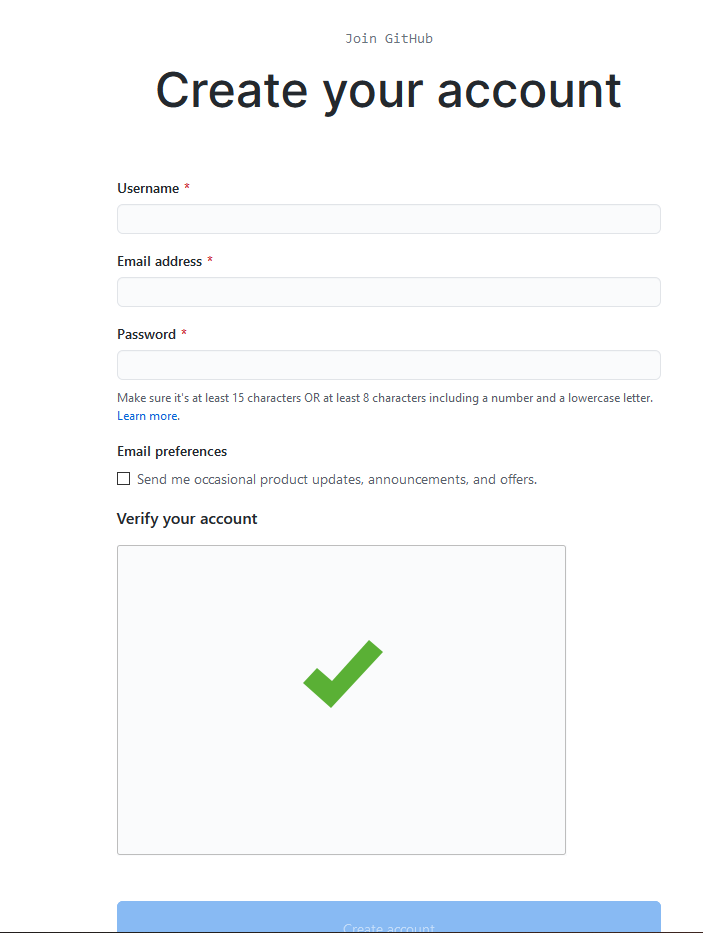 Join GitHub
Create your account
Username *
Email address *
Password *
Make sure it's at least 15 characters OR at least 8 characters including a number and a lowercase letter.
Learn more.
Email preferences
Send me occasional product updates, announcements, and offers.
Verify your account
Create account